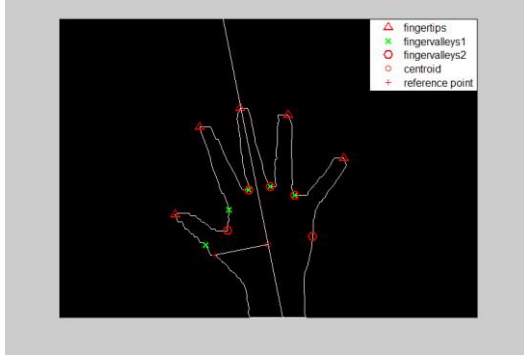 fingertips
fingervalleys1
fingervalleys2
centroid
reference point